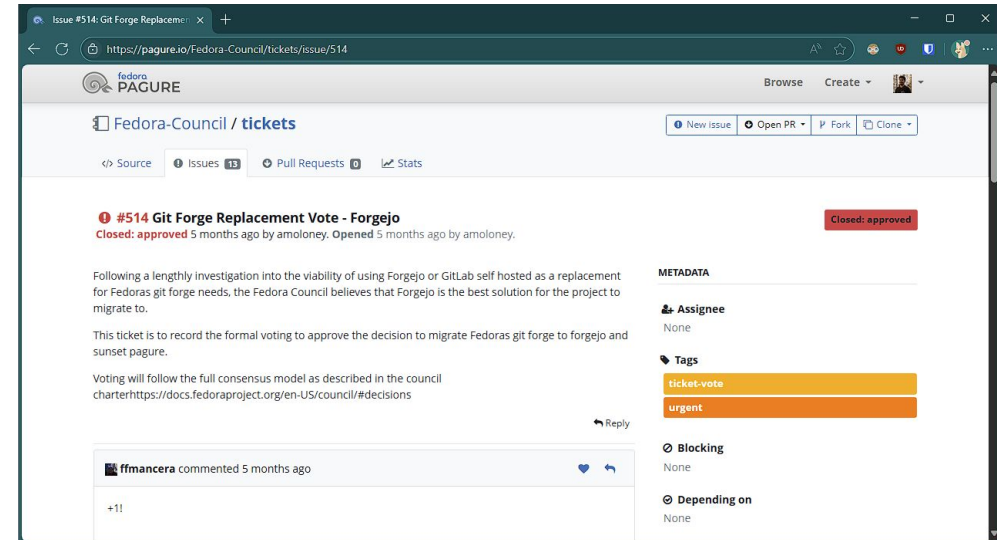 Issue #514: Git Forge Replacemen
https://pagure.io/Fedora-Council/tickets/issue/514
fedora
PAGURE
Browse Create
Fedora-Council / tickets
New issue Open PR Fork Clone
Source Issues 13 Pull Requests 0 Stats
#514 Git Forge Replacement Vote - Forgejo
Closed: approved
Closed: approved 5 months ago by amoloney. Opened 5 months ago by amoloney.
Following a lengthly investigation into the viability of using Forgejo or GitLab self hosted as a replacement
for Fedoras git forge needs, the Fedora Council believes that Forgejo is the best solution for the project to
migrate to.
This ticket is to record the formal voting to approve the decision to migrate Fedoras git forge to forgejo and
sunset pagure.
Voting will follow the full consensus model as described in the council
charterhttps://docs.fedoraproject.org/en-US/council/#decisions
Reply
ffmancera commented 5 months ago
+1!
METADATA
Assignee
None
Tags
ticket-vote
urgent
Blocking
None
Depending on
None